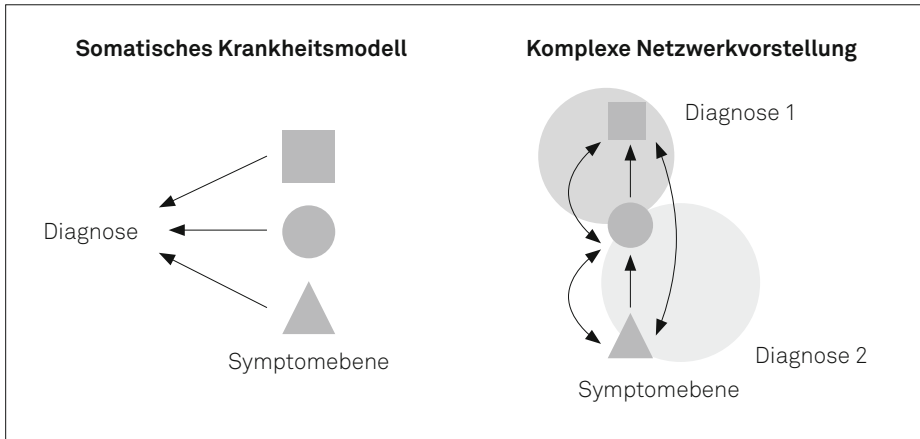 Somatisches Krankheitsmodell
Diagnose
Symptomebene
Komplexe Netzwerkvorstellung
Diagnose 1
Diagnose 2
Symptomebene